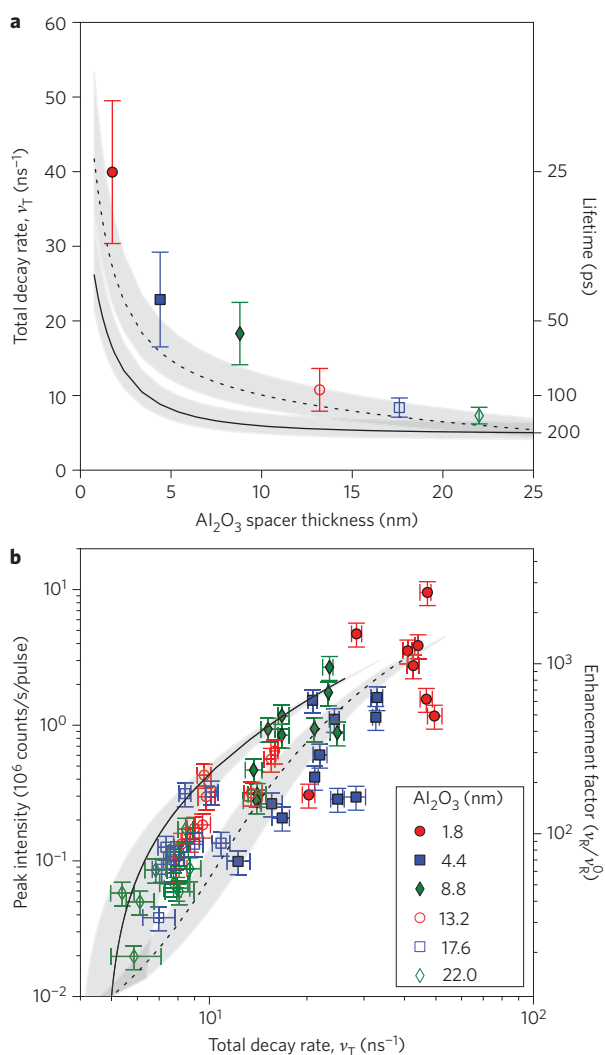 a
60
50
40
30
20
10
0
Total decay rate, νT (ns⁻¹)
25
50
100
200
Lifetime (ps)
0 5 10 15 20 25
Al₂O₃ spacer thickness (nm)
b
10¹
10⁰
10⁻¹
10⁻²
Peak intensity (10⁶ counts/s/pulse)
10³
10²
Enhancement factor (νR/ν⁰R)
Al₂O₃ (nm)
1.8
4.4
8.8
13.2
17.6
22.0
10¹ 10²
Total decay rate, νT (ns⁻¹)